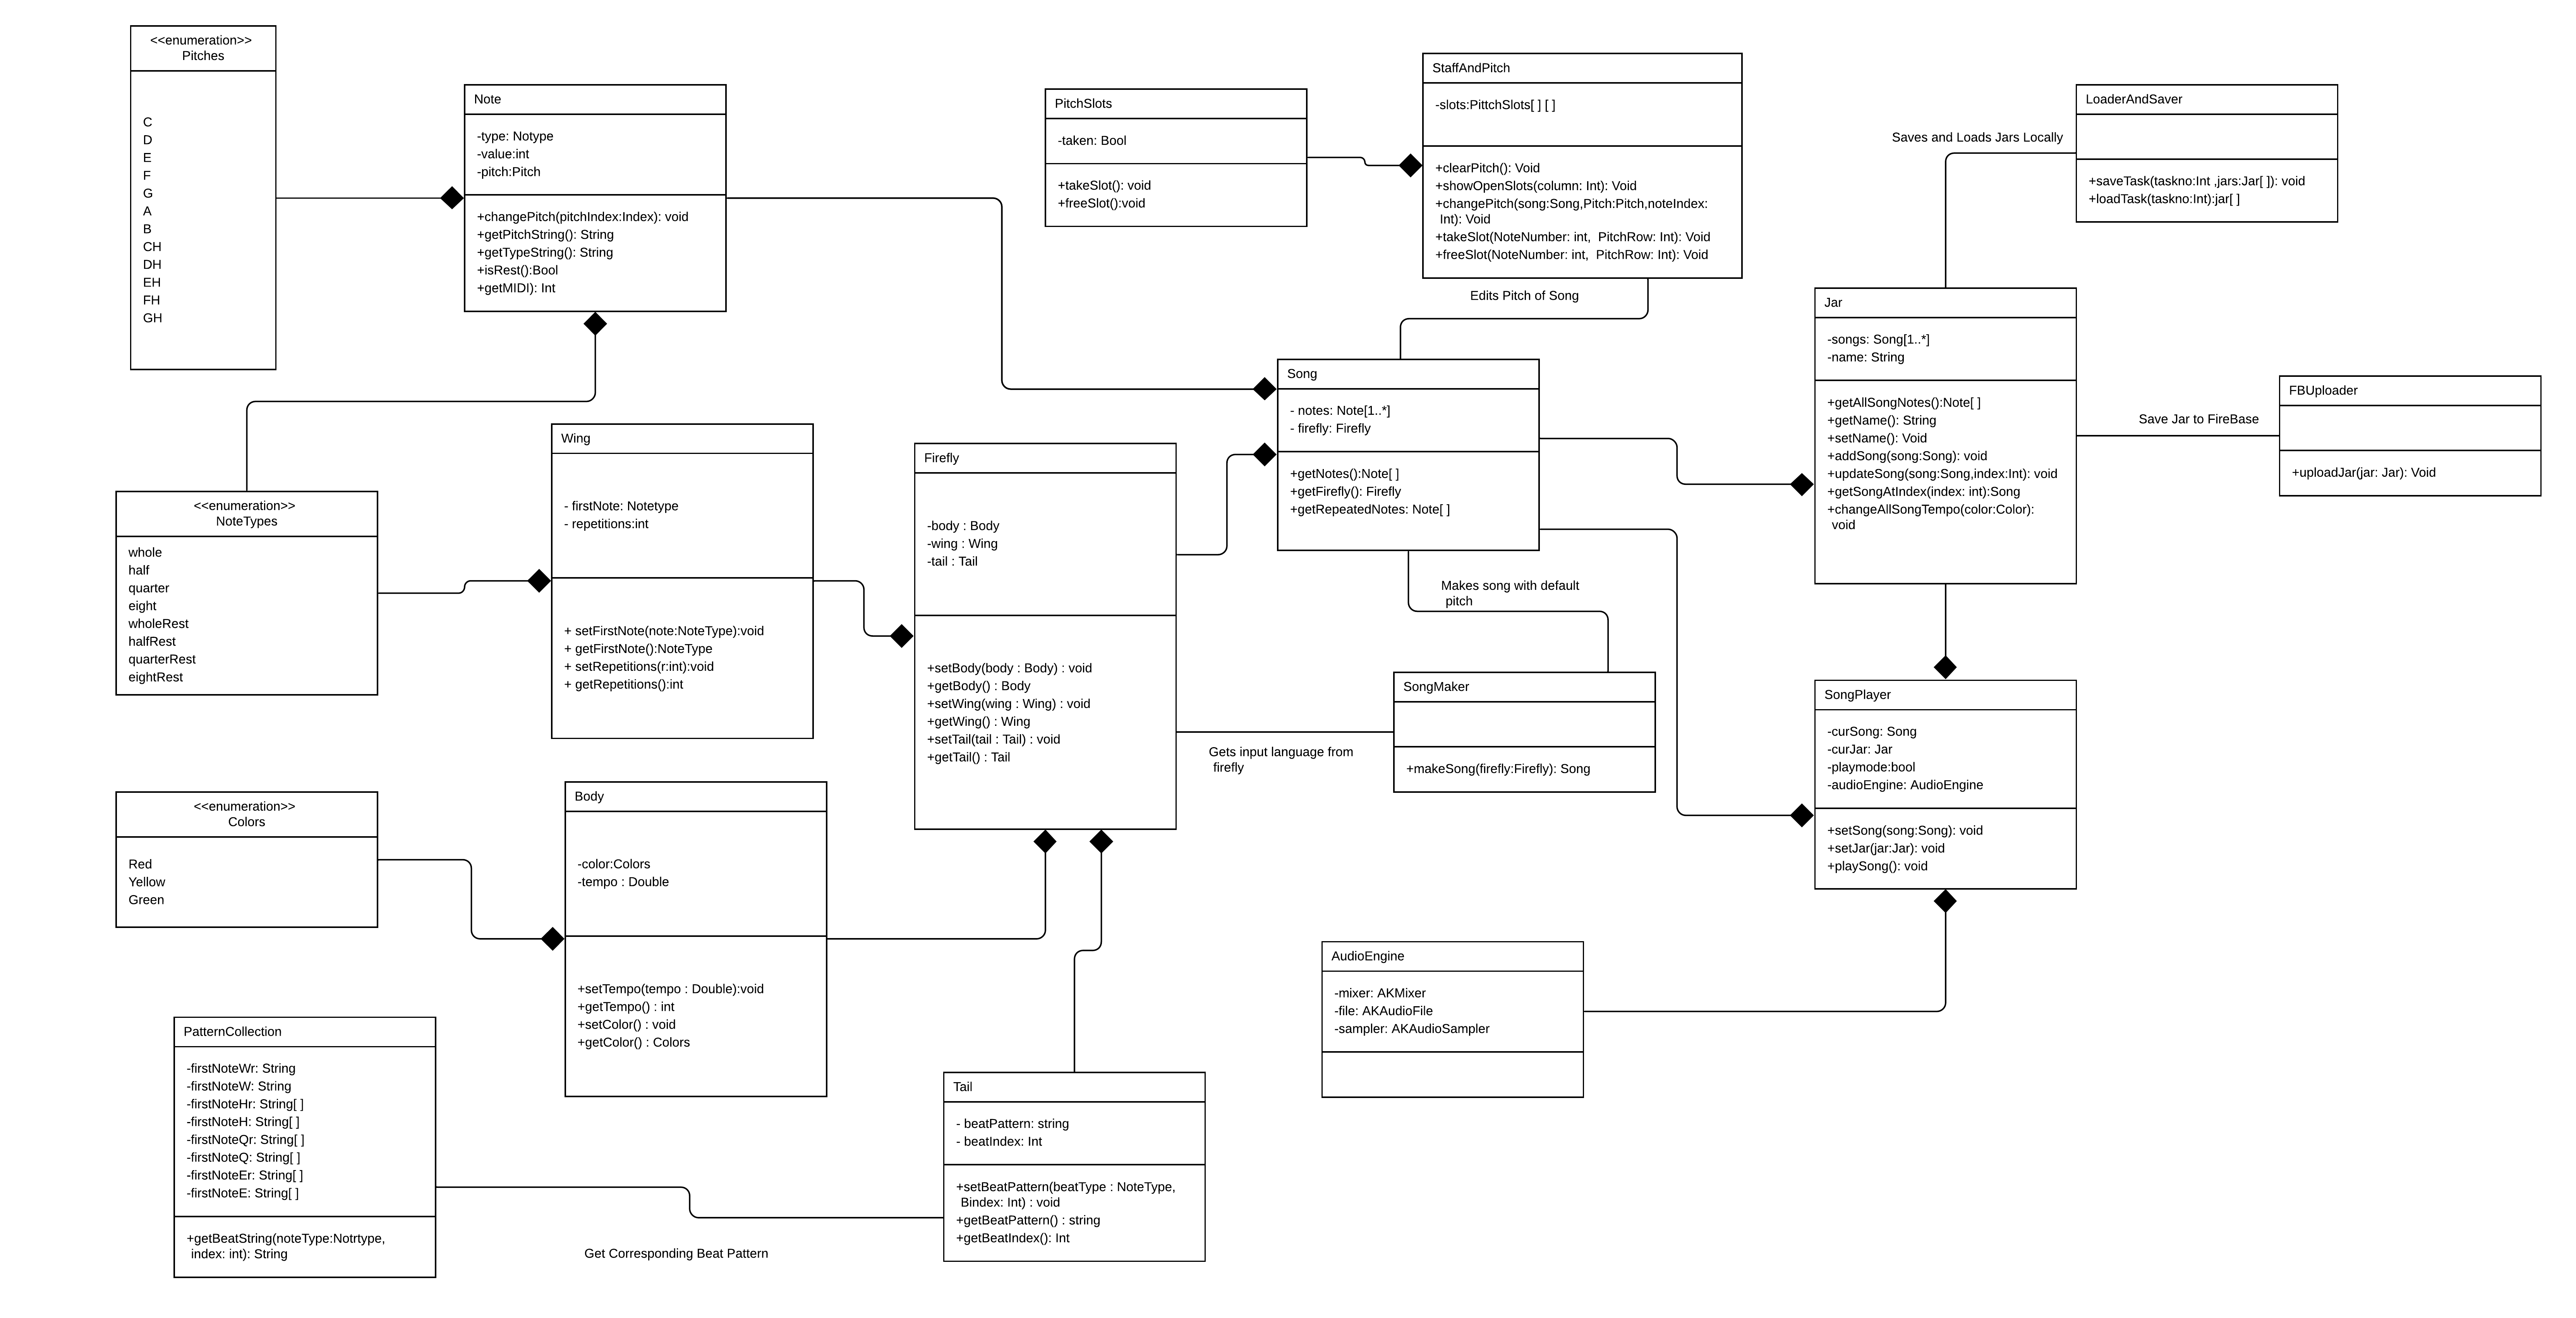 <<enumeration>>
Pitches
C
D
E
F
G
A
B
CH
DH
EH
FH
GH
Note
-type: Notype
-value:int
-pitch:Pitch
+changePitch(pitchIndex:Index): void
+getPitchString(): String
+getTypeString(): String
+isRest():Bool
+getMIDI): Int
PitchSlots
-taken: Bool
+takeSlot(): void
+freeSlot():void
StaffAndPitch
-slots:PittchSlots[ ] [ ]
+clearPitch(): Void
+showOpenSlots(column: Int): Void
+changePitch(song:Song,Pitch:Pitch,noteIndex:
Int): Void
+takeSlot(NoteNumber: int,  PitchRow: Int): Void
+freeSlot(NoteNumber: int,  PitchRow: Int): Void
Edits Pitch of Song
LoaderAndSaver
+saveTask(taskno:Int ,jars:Jar[ ]): void
+loadTask(taskno:Int):jar[ ]
Saves and Loads Jars Locally
Jar
-songs: Song[1..*]
-name: String
+getAllSongNotes():Note[ ]
+getName(): String
+setName(): Void
+addSong(song:Song): void
+updateSong(song:Song,index:Int): void
+getSongAtIndex(index: int):Song
+changeAllSongTempo(color:Color):
void
Save Jar to FireBase
FBUploader
+uploadJar(jar: Jar): Void
Song
- notes: Note[1..*]
- firefly: Firefly
+getNotes():Note[ ]
+getFirefly(): Firefly
+getRepeatedNotes: Note[ ]
Makes song with default
pitch
<<enumeration>>
NoteTypes
whole
half
quarter
eight
wholeRest
halfRest
quarterRest
eightRest
Wing
- firstNote: Notetype
- repetitions:int
+ setFirstNote(note:NoteType):void
+ getFirstNote():NoteType
+ setRepetitions(r:int):void
+ getRepetitions():int
Firefly
-body : Body
-wing : Wing
-tail : Tail
+setBody(body : Body) : void
+getBody() : Body
+setWing(wing : Wing) : void
+getWing() : Wing
+setTail(tail : Tail) : void
+getTail() : Tail
Gets input language from
firefly
SongMaker
+makeSong(firefly:Firefly): Song
SongPlayer
-curSong: Song
-curJar: Jar
-playmode:bool
-audioEngine: AudioEngine
+setSong(song:Song): void
+setJar(jar:Jar): void
+playSong(): void
<<enumeration>>
Colors
Red
Yellow
Green
Body
-color:Colors
-tempo : Double
+setTempo(tempo : Double):void
+getTempo() : int
+setColor() : void
+getColor() : Colors
AudioEngine
-mixer: AKMixer
-file: AKAudioFile
-sampler: AKAudioSampler
PatternCollection
-firstNoteWr: String
-firstNoteW: String
-firstNoteHr: String[ ]
-firstNoteH: String[ ]
-firstNoteQr: String[ ]
-firstNoteQ: String[ ]
-firstNoteEr: String[ ]
-firstNoteE: String[ ]
+getBeatString(noteType:Notrtype,
index: int): String
Get Corresponding Beat Pattern
Tail
- beatPattern: string
- beatIndex: Int
+setBeatPattern(beatType : NoteType,
Bindex: Int) : void
+getBeatPattern() : string
+getBeatIndex(): Int